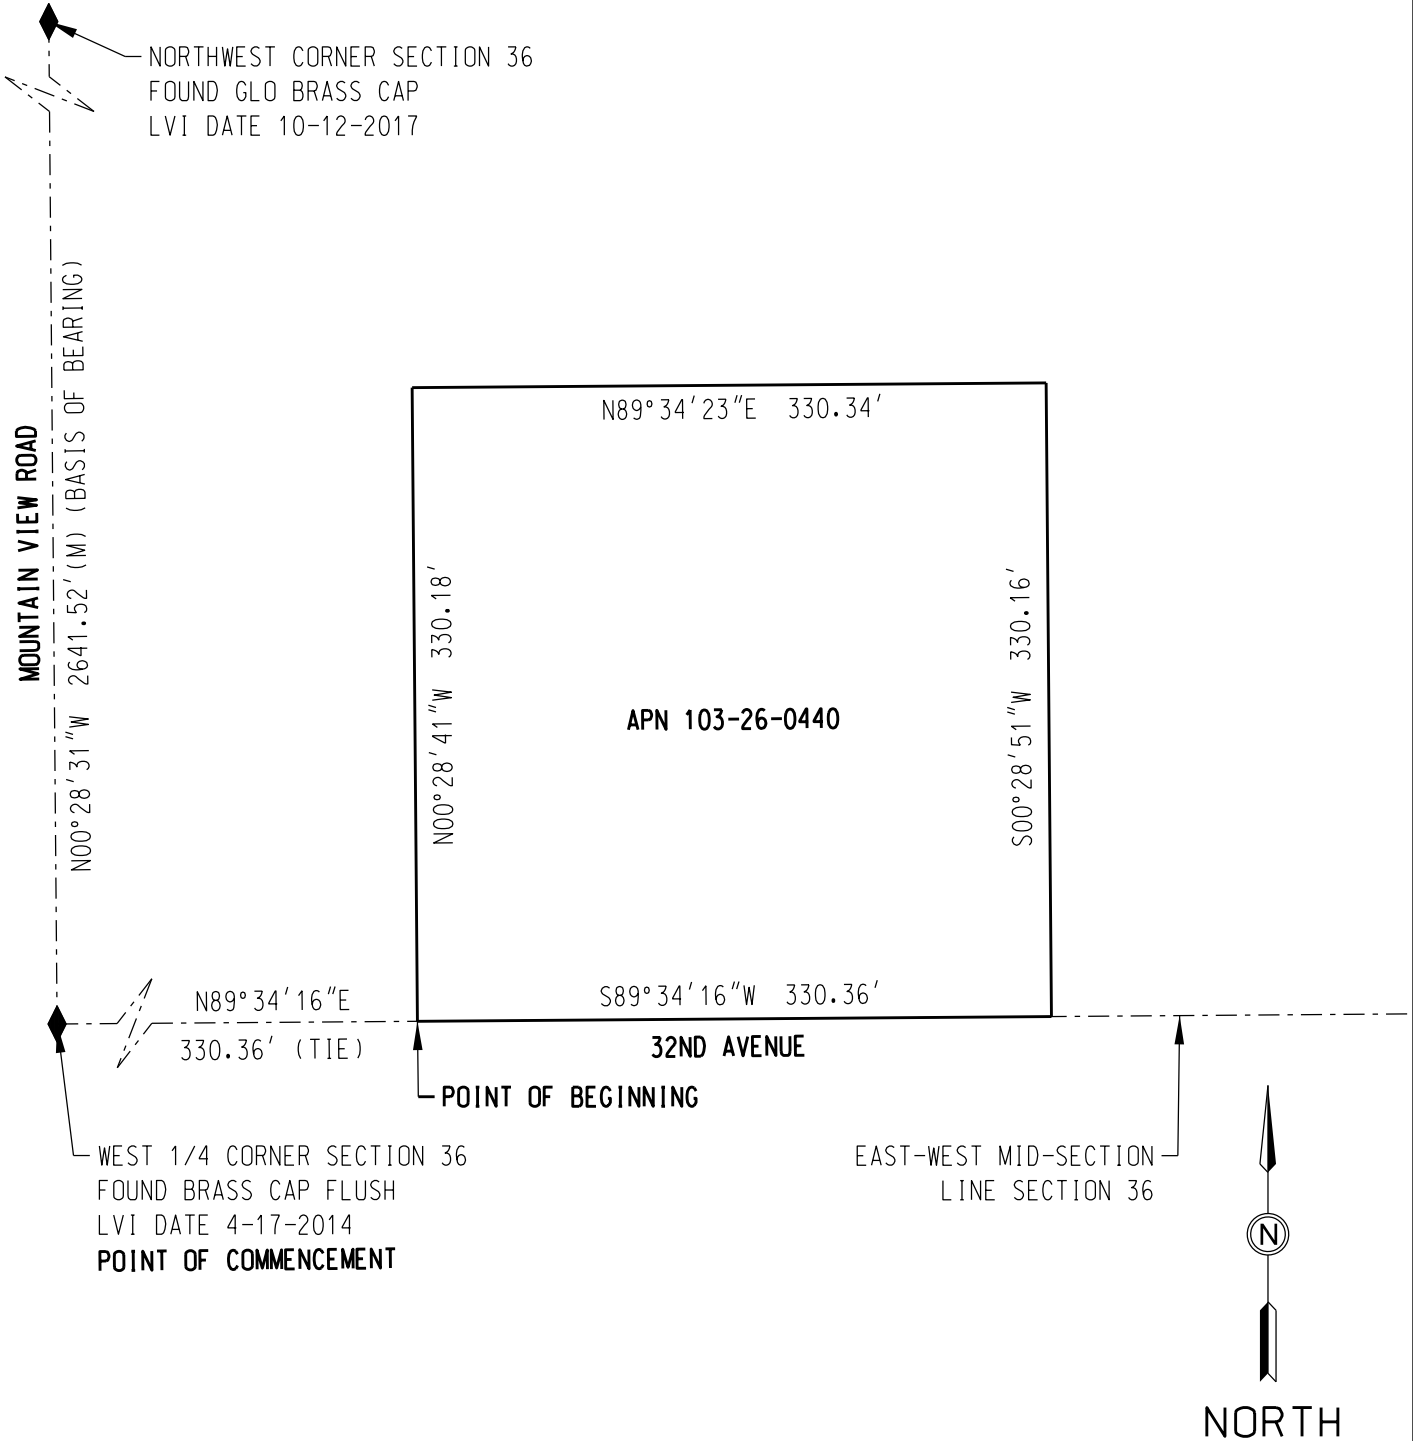 NORTHWEST CORNER SECTION 36
FOUND GLO BRASS CAP
LVI DATE 10-12-2017
MOUNTAIN VIEW ROAD
N00°28'31"W 2641.52'(M) (BASIS OF BEARING)
N89°34'23"E 330.34'
N00°28'41"W 330.18'
S00°28'51"W 330.16'
APN 103-26-0440
S89°34'16"W 330.36'
N89°34'16"E
330.36' (TIE)
32ND AVENUE
POINT OF BEGINNING
WEST 1/4 CORNER SECTION 36
FOUND BRASS CAP FLUSH
LVI DATE 4-17-2014
POINT OF COMMENCEMENT
EAST-WEST MID-SECTION
LINE SECTION 36
N
NORTH